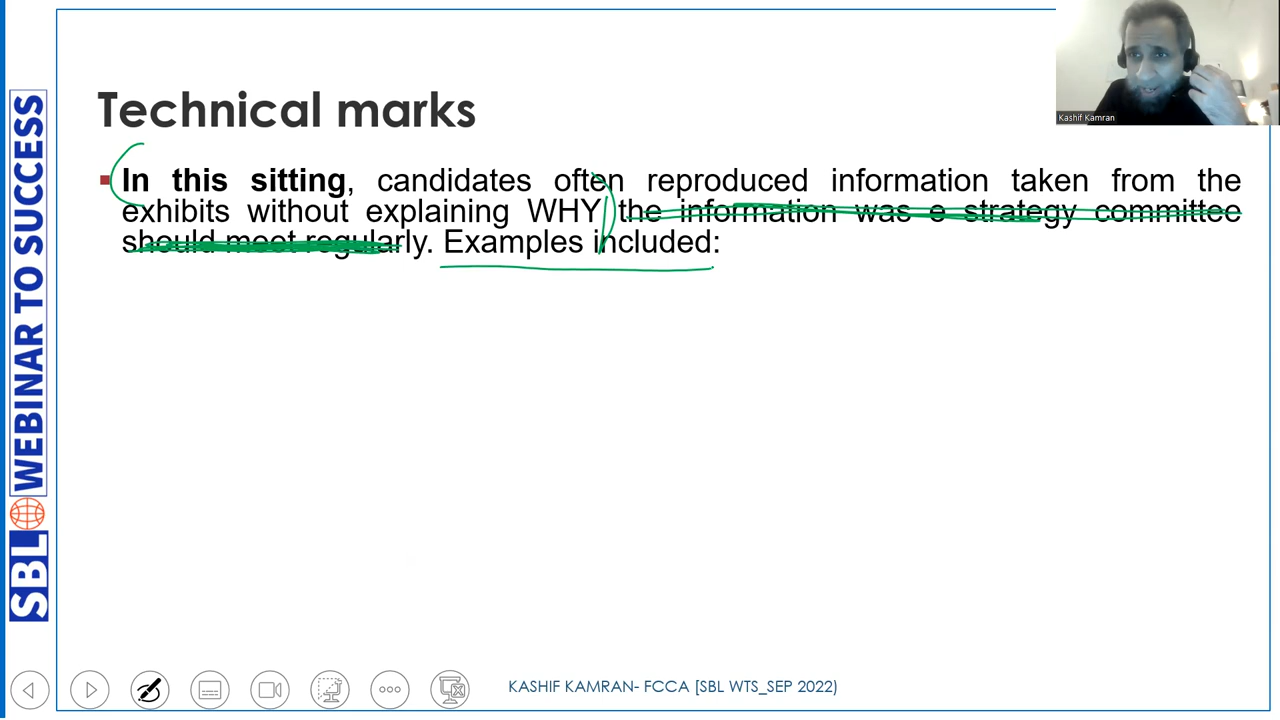 Technical marks
In this sitting, candidates often reproduced information taken from the
exhibits without explaining WHY the information was e strategy committee
should meet regularly. Examples included:
Kashif Kamran
SBL WEBINAR TO SUCCESS
KASHIF KAMRAN- FCCA [SBL WTS_SEP 2022)